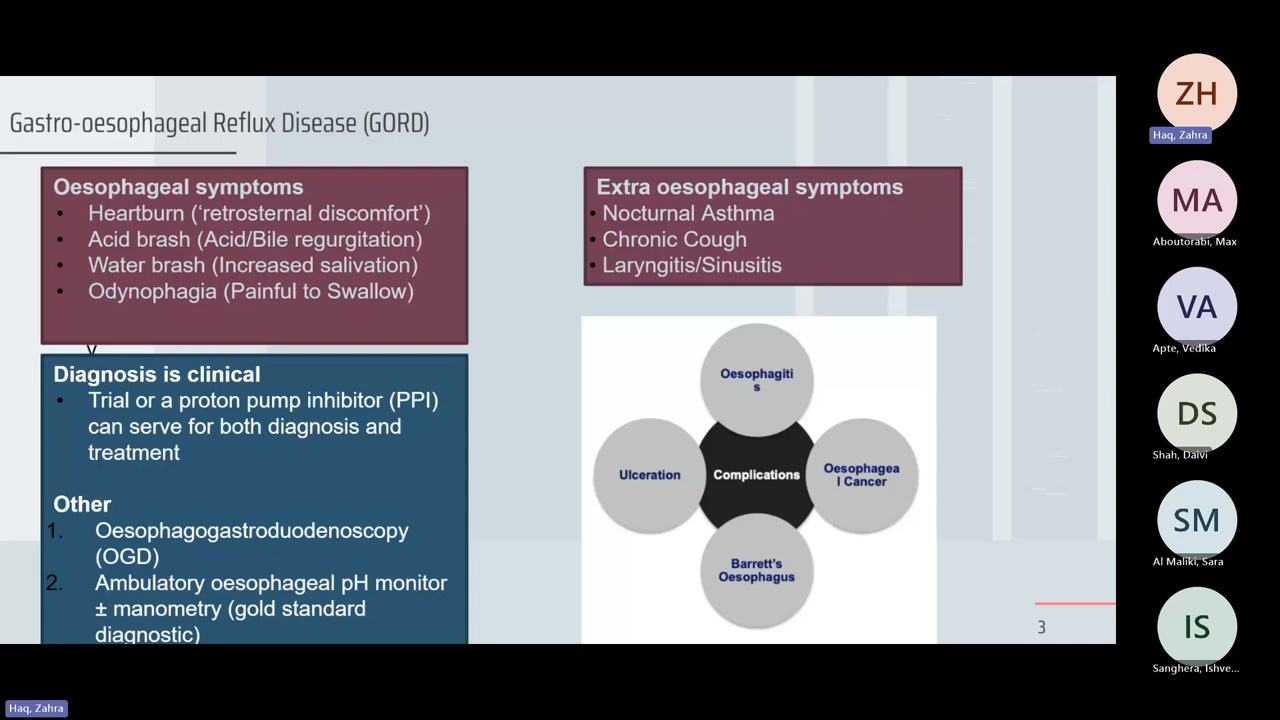 Gastro-oesophageal Reflux Disease (GORD)
Oesophageal symptoms
• Heartburn (‘retrosternal discomfort’)
• Acid brash (Acid/Bile regurgitation)
• Water brash (Increased salivation)
• Odynophagia (Painful to Swallow)
Diagnosis is clinical
• Trial or a proton pump inhibitor (PPI)
can serve for both diagnosis and
treatment
Other
1. Oesophagogastroduodenoscopy
(OGD)
2. Ambulatory oesophageal pH monitor
± manometry (gold standard
diagnostic)
Extra oesophageal symptoms
• Nocturnal Asthma
• Chronic Cough
• Laryngitis/Sinusitis
Oesophagiti
s
Ulceration
Complications
Oesophagea
l Cancer
Barrett’s
Oesophagus
3
ZH
Haq, Zahra
MA
Aboutorabi, Max
VA
Apte, Vedika
DS
Shah, Daivi
SM
Al Maliki, Sara
IS
Sanghera, Ishve...
Haq, Zahra